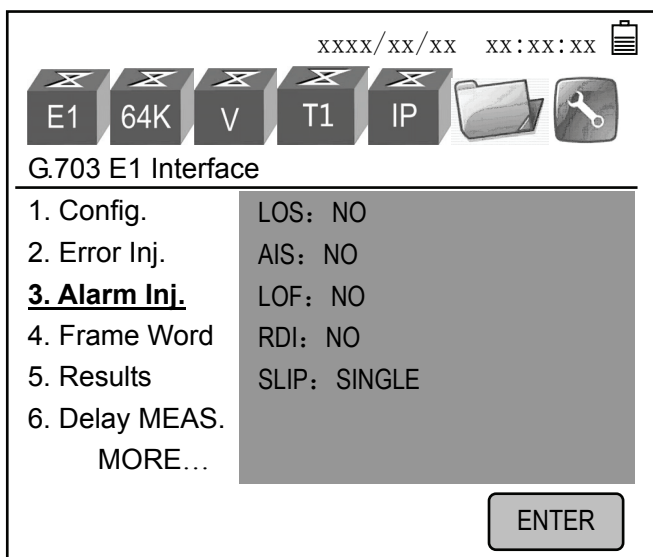 xxxx/xx/xx xx:xx:xx
E1 64K V T1 IP
G.703 E1 Interface
1. Config.
2. Error Inj.
3. Alarm Inj.
4. Frame Word
5. Results
6. Delay MEAS.
MORE…
LOS：NO
AIS：NO
LOF：NO
RDI：NO
SLIP：SINGLE
ENTER